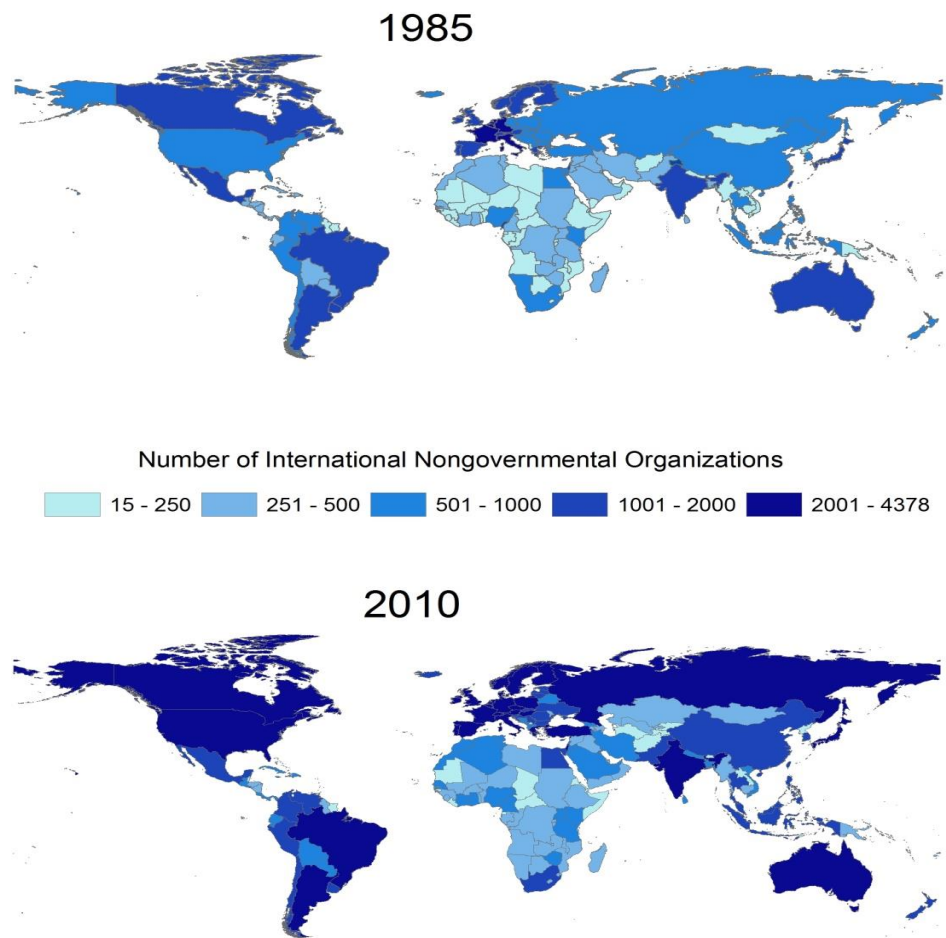 1985
Number of International Nongovernmental Organizations
15 - 250 251 - 500 501 - 1000 1001 - 2000 2001 - 4378
2010